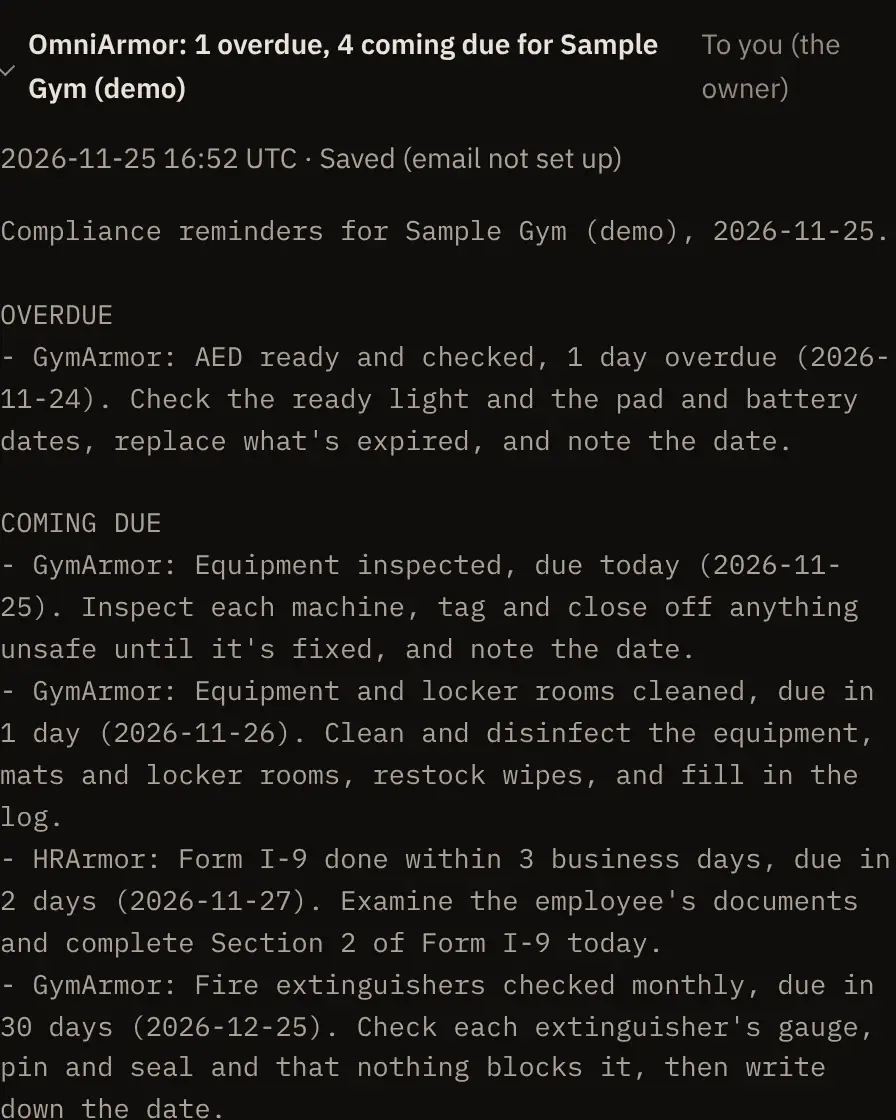 OmniArmor: 1 overdue, 4 coming due for Sample
Gym (demo)
To you (the
owner)
2026-11-25 16:52 UTC · Saved (email not set up)
Compliance reminders for Sample Gym (demo), 2026-11-25.
OVERDUE
- GymArmor: AED ready and checked, 1 day overdue (2026-
11-24). Check the ready light and the pad and battery
dates, replace what's expired, and note the date.
COMING DUE
- GymArmor: Equipment inspected, due today (2026-11-
25). Inspect each machine, tag and close off anything
unsafe until it's fixed, and note the date.
- GymArmor: Equipment and locker rooms cleaned, due in
1 day (2026-11-26). Clean and disinfect the equipment,
mats and locker rooms, restock wipes, and fill in the
log.
- HRArmor: Form I-9 done within 3 business days, due in
2 days (2026-11-27). Examine the employee's documents
and complete Section 2 of Form I-9 today.
- GymArmor: Fire extinguishers checked monthly, due in
30 days (2026-12-25). Check each extinguisher's gauge,
pin and seal and that nothing blocks it, then write
down the date.